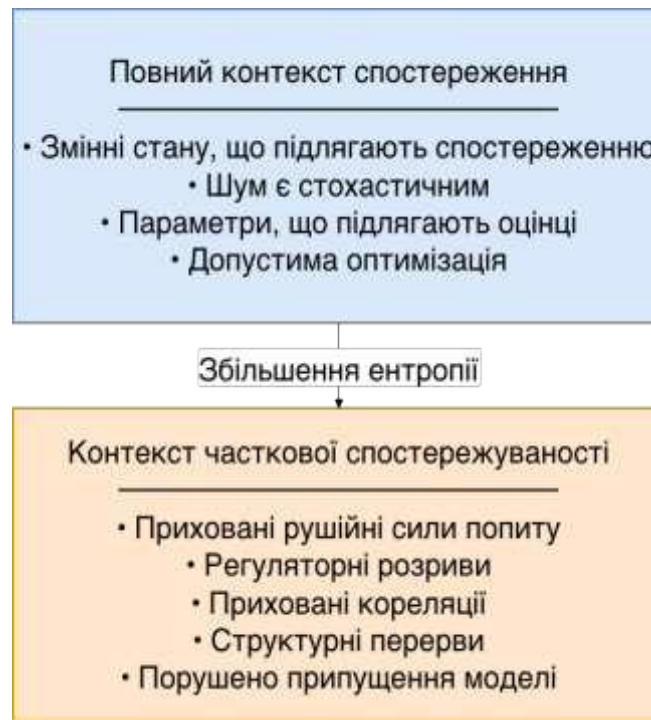 Повний контекст спостереження
• Змінні стану, що підлягають спостереженню
• Шум є стохастичним
• Параметри, що підлягають оцінці
• Допустима оптимізація
Збільшення ентропії
Контекст часткової спостережуваності
• Приховані рушійні сили попиту
• Регуляторні розриви
• Приховані кореляції
• Структурні перерви
• Порушено припущення моделі